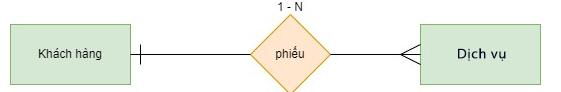 1 - N
Khách hàng
phiếu
Dịch vụ